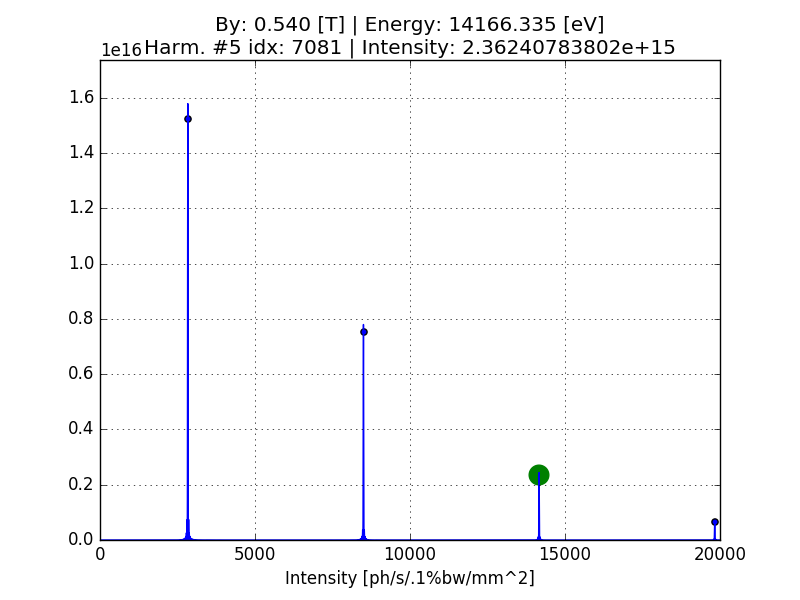 By: 0.540 [T] | Energy: 14166.335 [eV]
1e16 Harm. #5 idx: 7081 | Intensity: 2.36240783802e+15
1.6
1.4
1.2
1.0
0.8
0.6
0.4
0.2
0.0
0 5000 10000 15000 20000
Intensity [ph/s/.1%bw/mm^2]